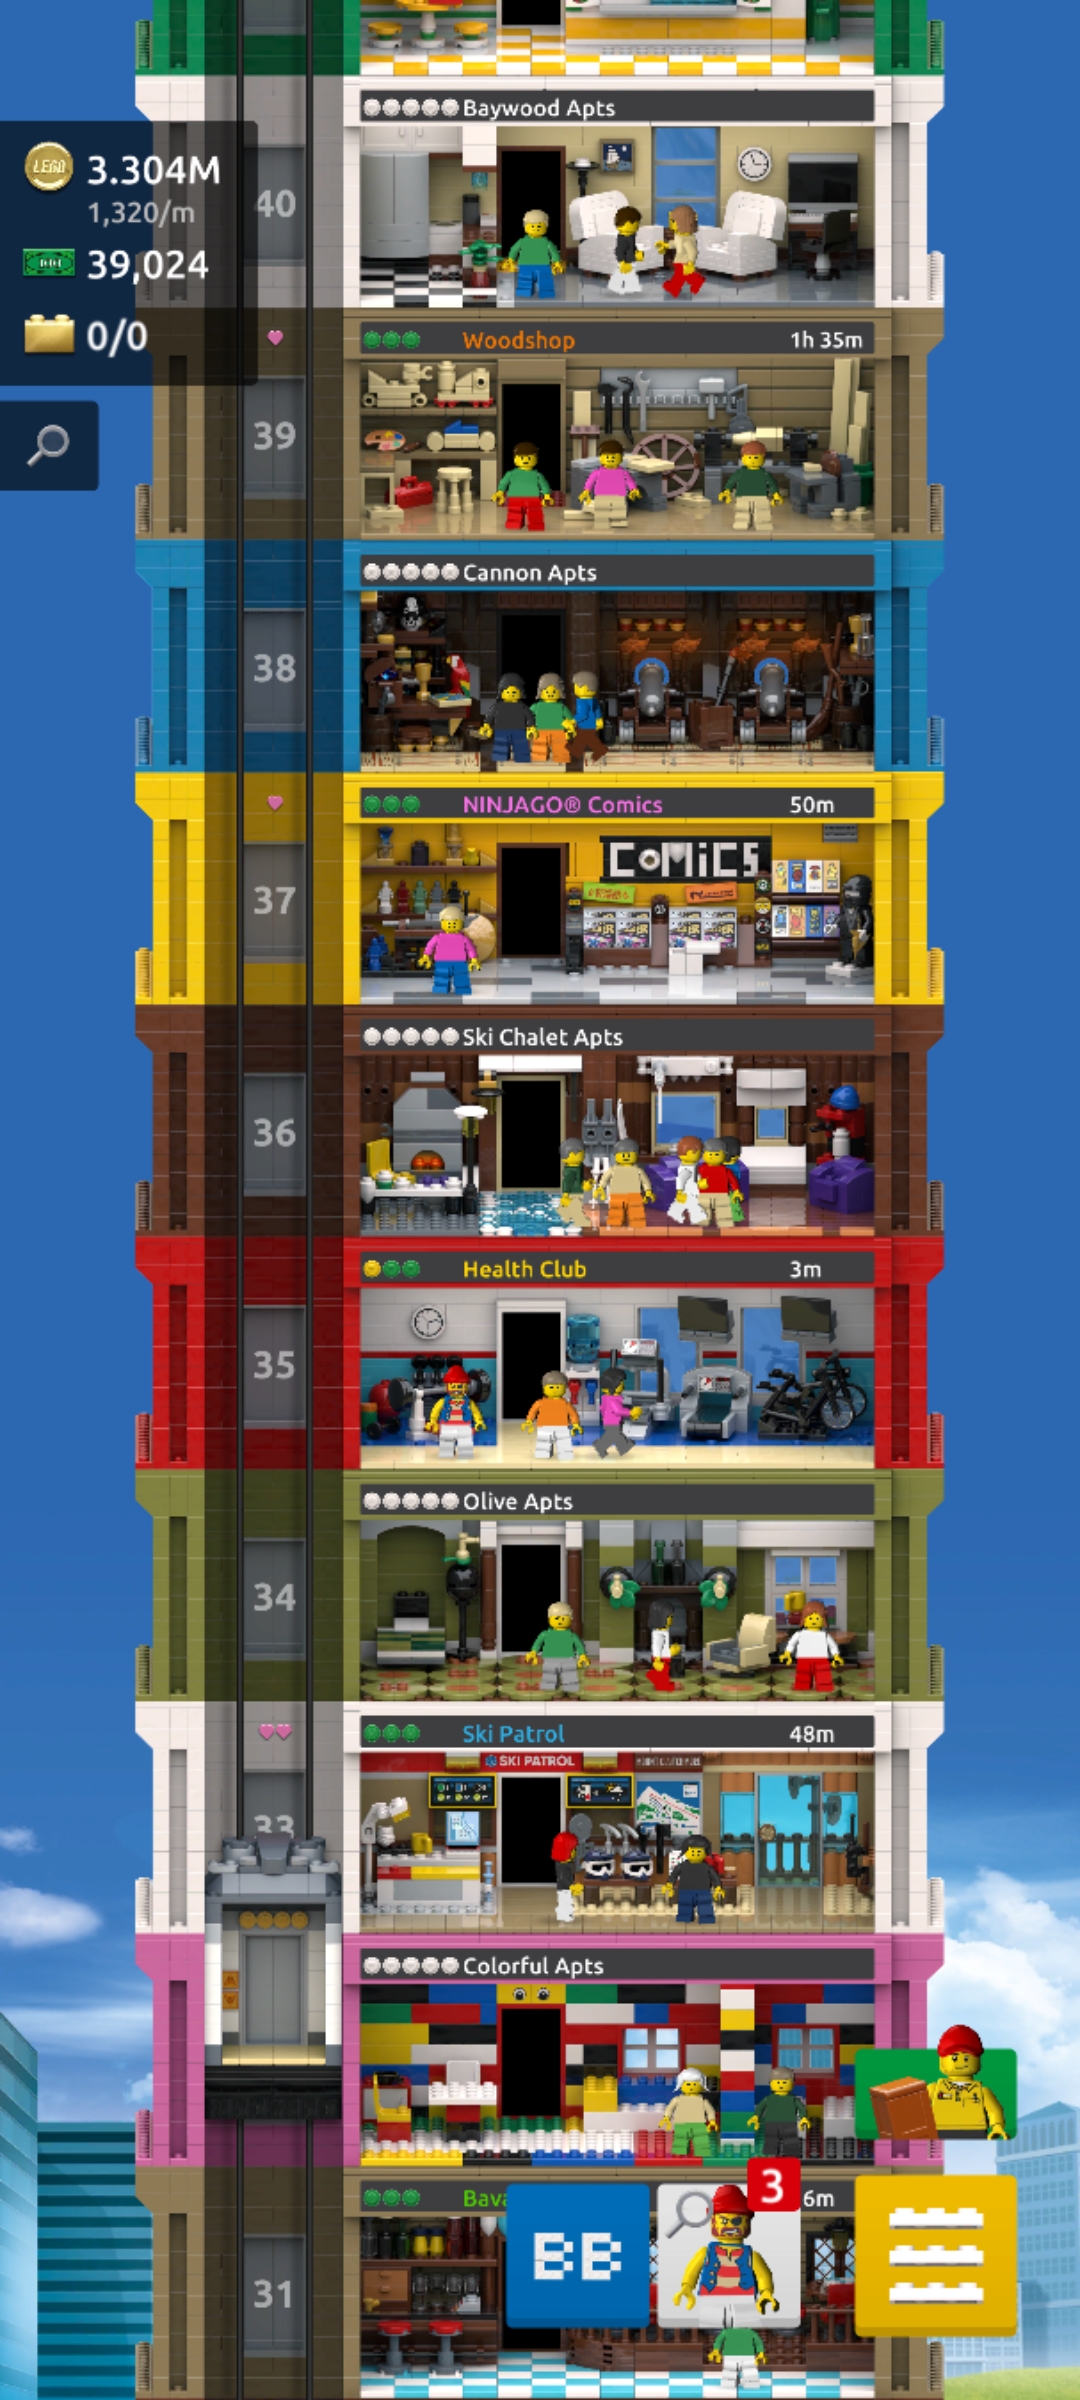 Baywood Apts
LEGO
3.304M
1,320/m
40
39,024
0/0
Woodshop 1h 35m
39
Cannon Apts
38
NINJAGO® Comics 50m
COMiCS
37
Ski Chalet Apts
36
Health Club 3m
35
Olive Apts
34
Ski Patrol 48m
SKI PATROL
33
Colorful Apts
3
6m
BB
31